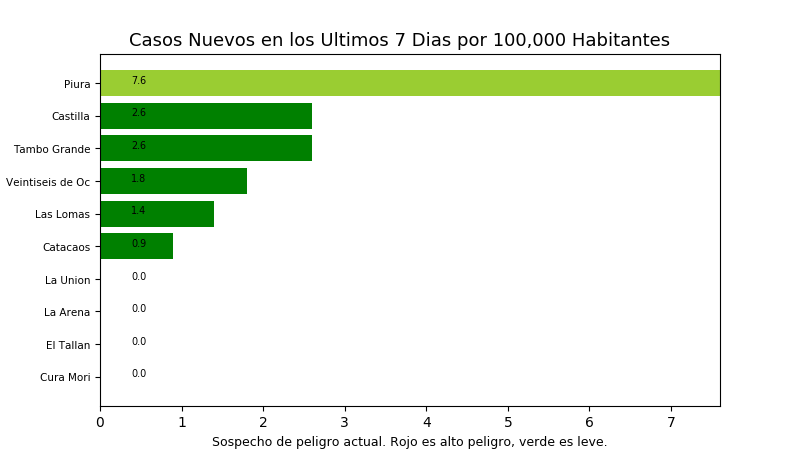 Casos Nuevos en los Ultimos 7 Dias por 100,000 Habitantes
Piura 7.6
Castilla 2.6
Tambo Grande 2.6
Veintiseis de Oc 1.8
Las Lomas 1.4
Catacaos 0.9
La Union 0.0
La Arena 0.0
El Tallan 0.0
Cura Mori 0.0
0 1 2 3 4 5 6 7
Sospecho de peligro actual. Rojo es alto peligro, verde es leve.